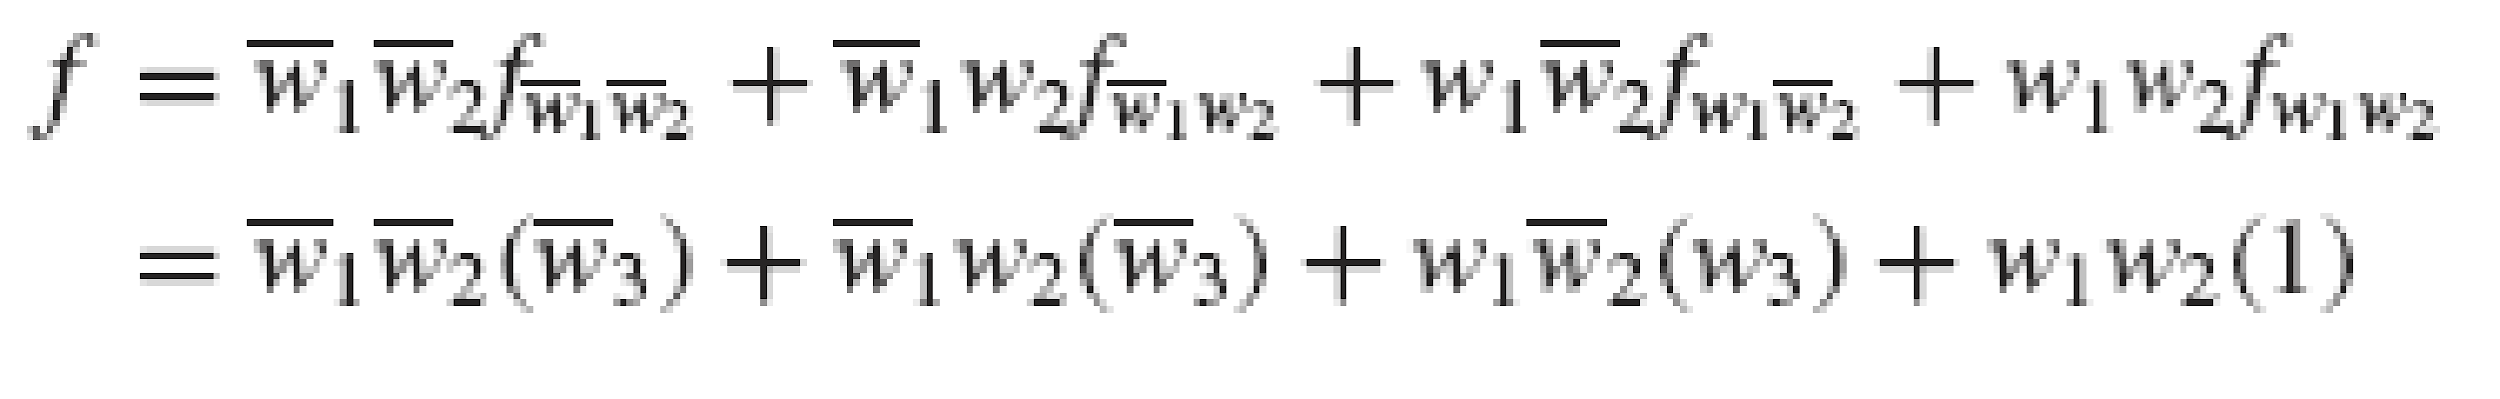 f = w̅₁w̅₂f_{w̅₁w̅₂} + w̅₁w₂f_{w̅₁w₂} + w₁w̅₂f_{w₁w̅₂} + w₁w₂f_{w₁w₂}
= w̅₁w̅₂(w̅₃) + w̅₁w₂(w̅₃) + w₁w̅₂(w₃) + w₁w₂(1)